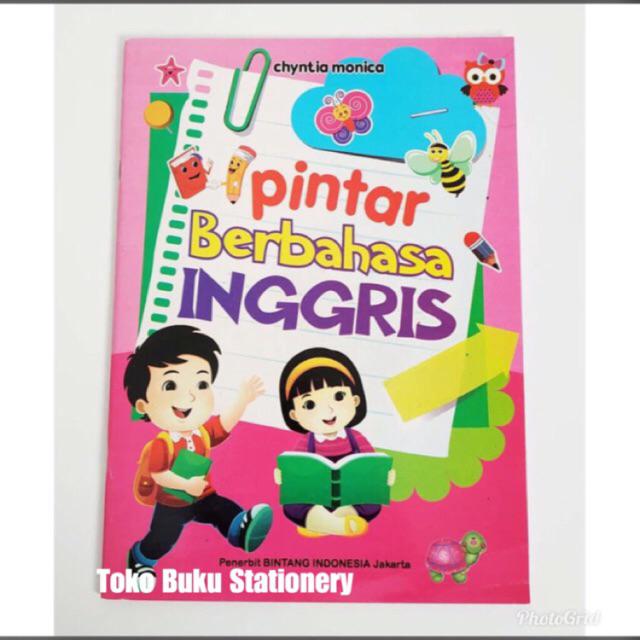 chyntia monica
pintar
Berbahasa
INGGRIS
Penerbit BINTANG INDONESIA Jakarta
Toko Buku Stationery
PhotoGrid